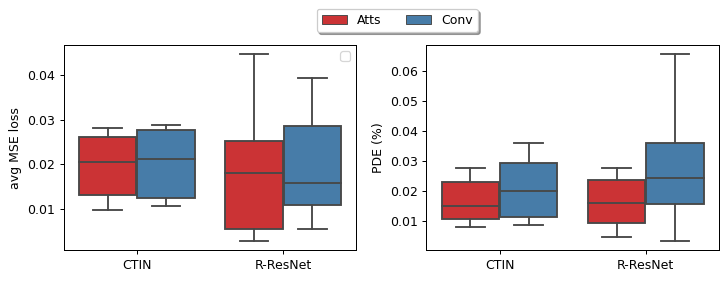 Atts Conv
avg MSE loss
0.04
0.03
0.02
0.01
CTIN R-ResNet
PDE (%)
0.06
0.05
0.04
0.03
0.02
0.01
CTIN R-ResNet